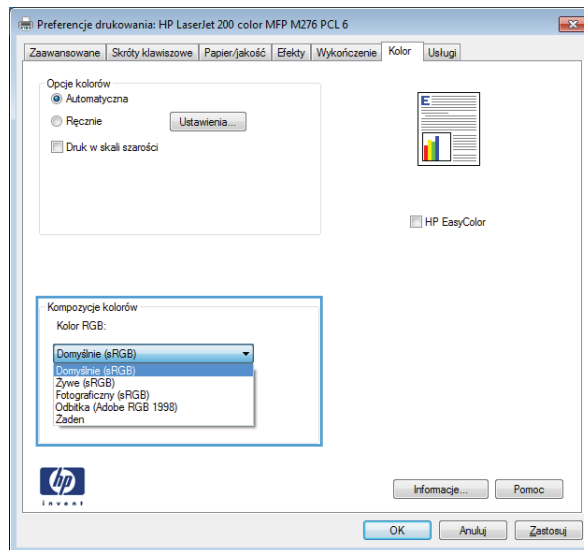 Preferencje drukowania: HP LaserJet 200 color MFP M276 PCL 6
Zaawansowane Skróty klawiszowe Papier/jakość Efekty Wykończenie Kolor Usługi
Opcje kolorów
Automatyczna
Ręcznie
Ustawienia...
Druk w skali szarości
E
HP EasyColor
Kompozycje kolorów
Kolor RGB:
Domyślnie (sRGB)
Domyślnie (sRGB)
Żywe (sRGB)
Fotograficzny (sRGB)
Odbitka (Adobe RGB 1998)
Żaden
hp
invent
Informacje... Pomoc
OK Anuluj Zastosuj